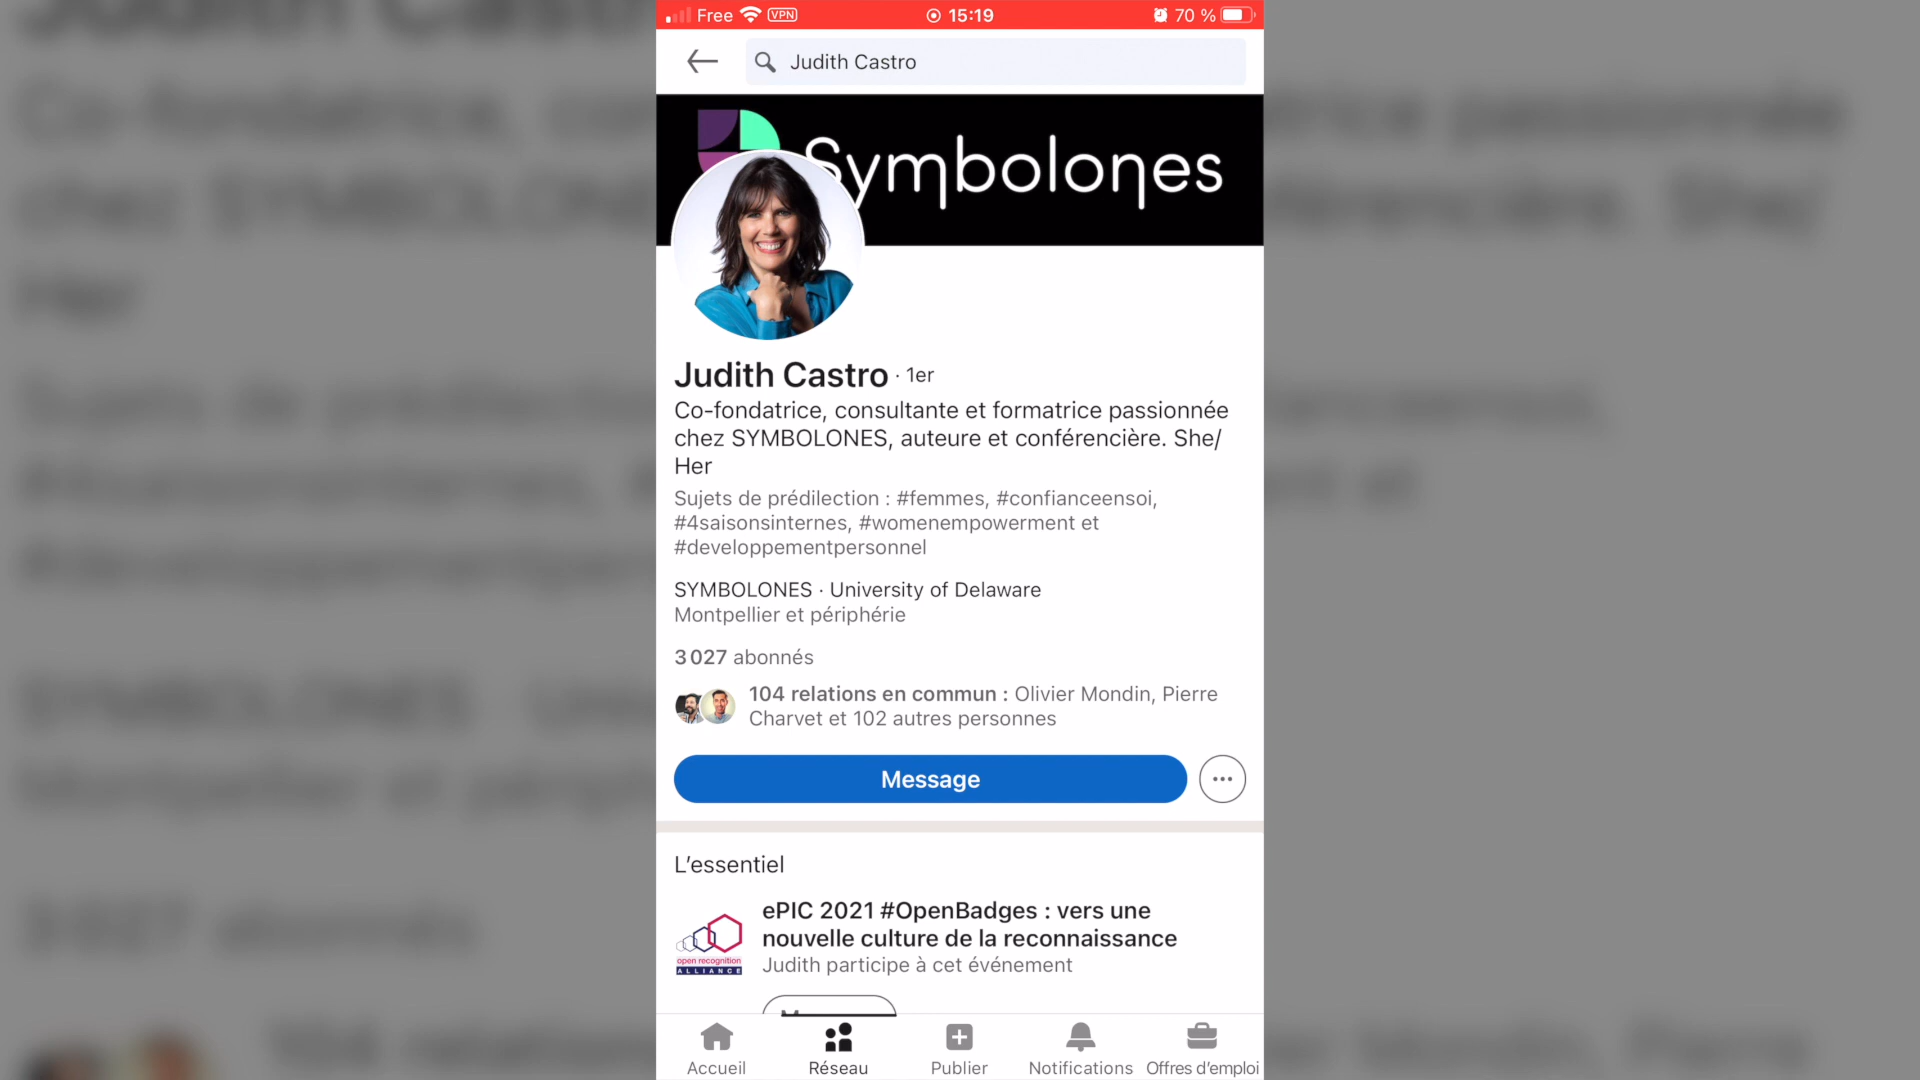 Free VPN 15:19 70 %
Judith Castro
Symbolones
Judith Castro · 1er
Co-fondatrice, consultante et formatrice passionnée
chez SYMBOLONES, auteure et conférencière. She/
Her
Sujets de prédilection : #femmes, #confianceensoi,
#4saisonsinternes, #womenempowerment et
#developpementpersonnel
SYMBOLONES · University of Delaware
Montpellier et périphérie
3 027 abonnés
104 relations en commun : Olivier Mondin, Pierre
Charvet et 102 autres personnes
Message
L’essentiel
ePIC 2021 #OpenBadges : vers une
nouvelle culture de la reconnaissance
open recognition
ALLIANCE
Judith participe à cet événement
Accueil Réseau Publier Notifications Offres d’emploi